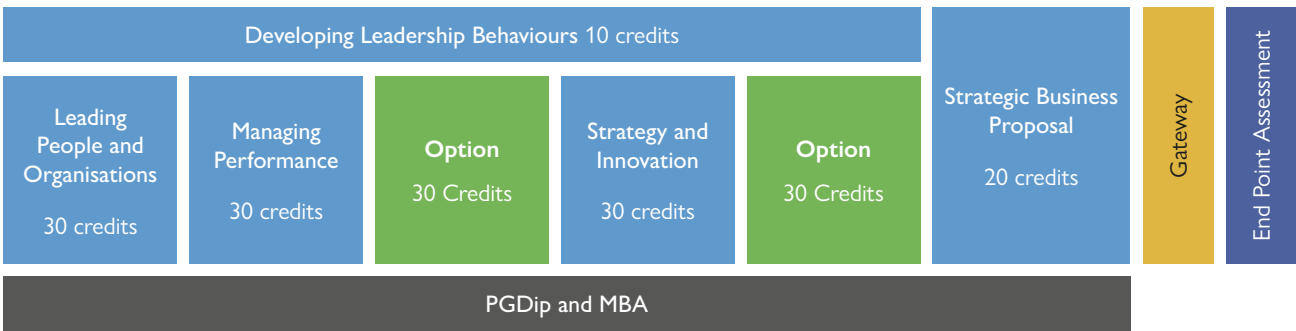 Developing Leadership Behaviours 10 credits
Leading
People and
Organisations
30 credits
Managing
Performance
30 credits
Option
30 Credits
Strategy and
Innovation
30 credits
Option
30 Credits
Strategic Business
Proposal
20 credits
Gateway
End Point Assessment
PGDip and MBA